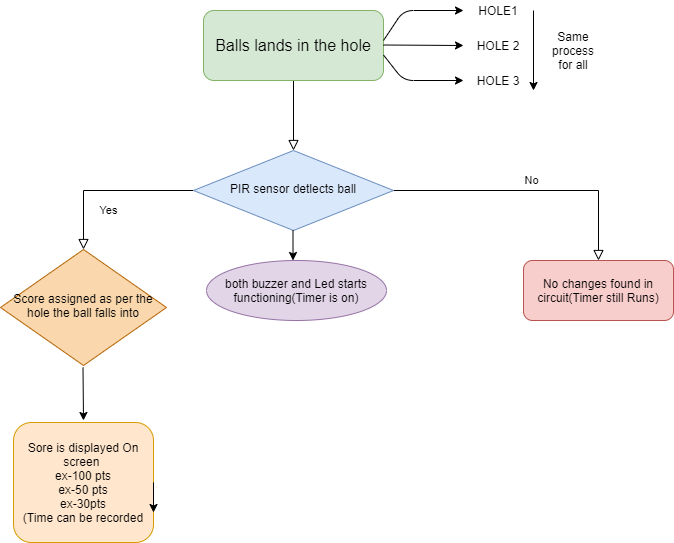 Balls lands in the hole
HOLE1
HOLE 2
HOLE 3
Same
process
for all
PIR sensor detlects ball
Yes
No
Score assigned as per the
hole the ball falls into
both buzzer and Led starts
functioning(Timer is on)
No changes found in
circuit(Timer still Runs)
Sore is displayed On
screen
ex-100 pts
ex-50 pts
ex-30pts
(Time can be recorded